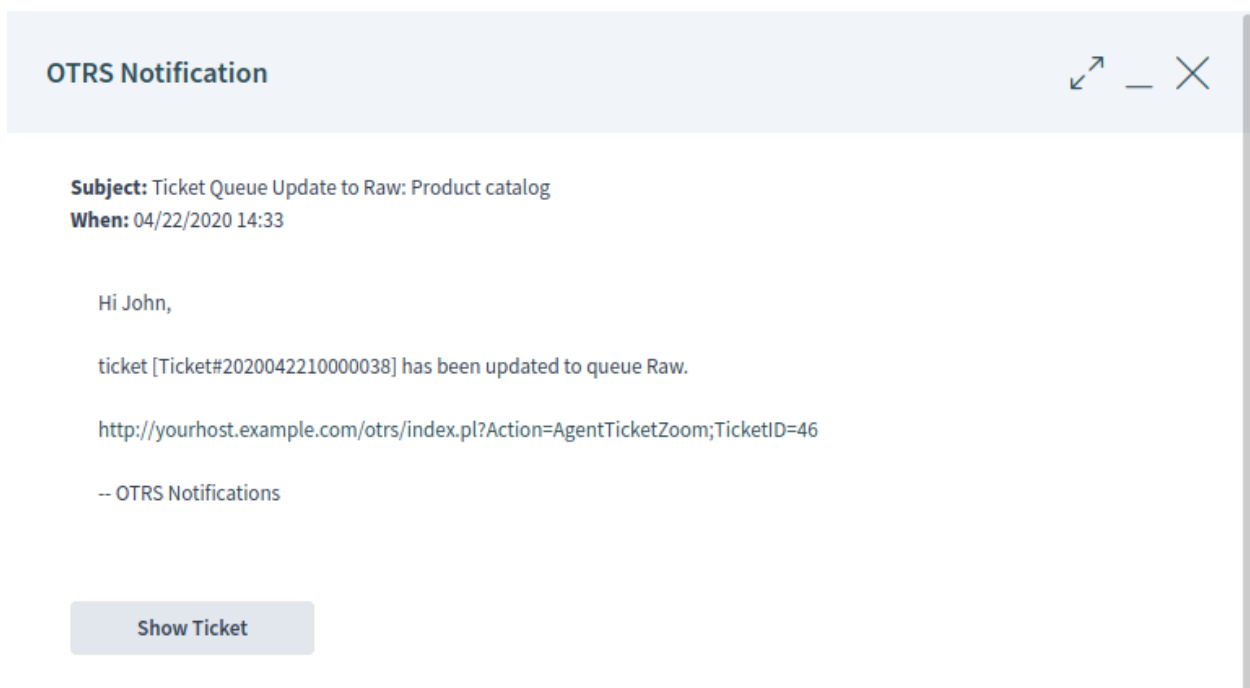 OTRS Notification
Subject: Ticket Queue Update to Raw: Product catalog
When: 04/22/2020 14:33
Hi John,
ticket [Ticket#2020042210000038] has been updated to queue Raw.
http://yourhost.example.com/otrs/index.pl?Action=AgentTicketZoom;TicketID=46
-- OTRS Notifications
Show Ticket